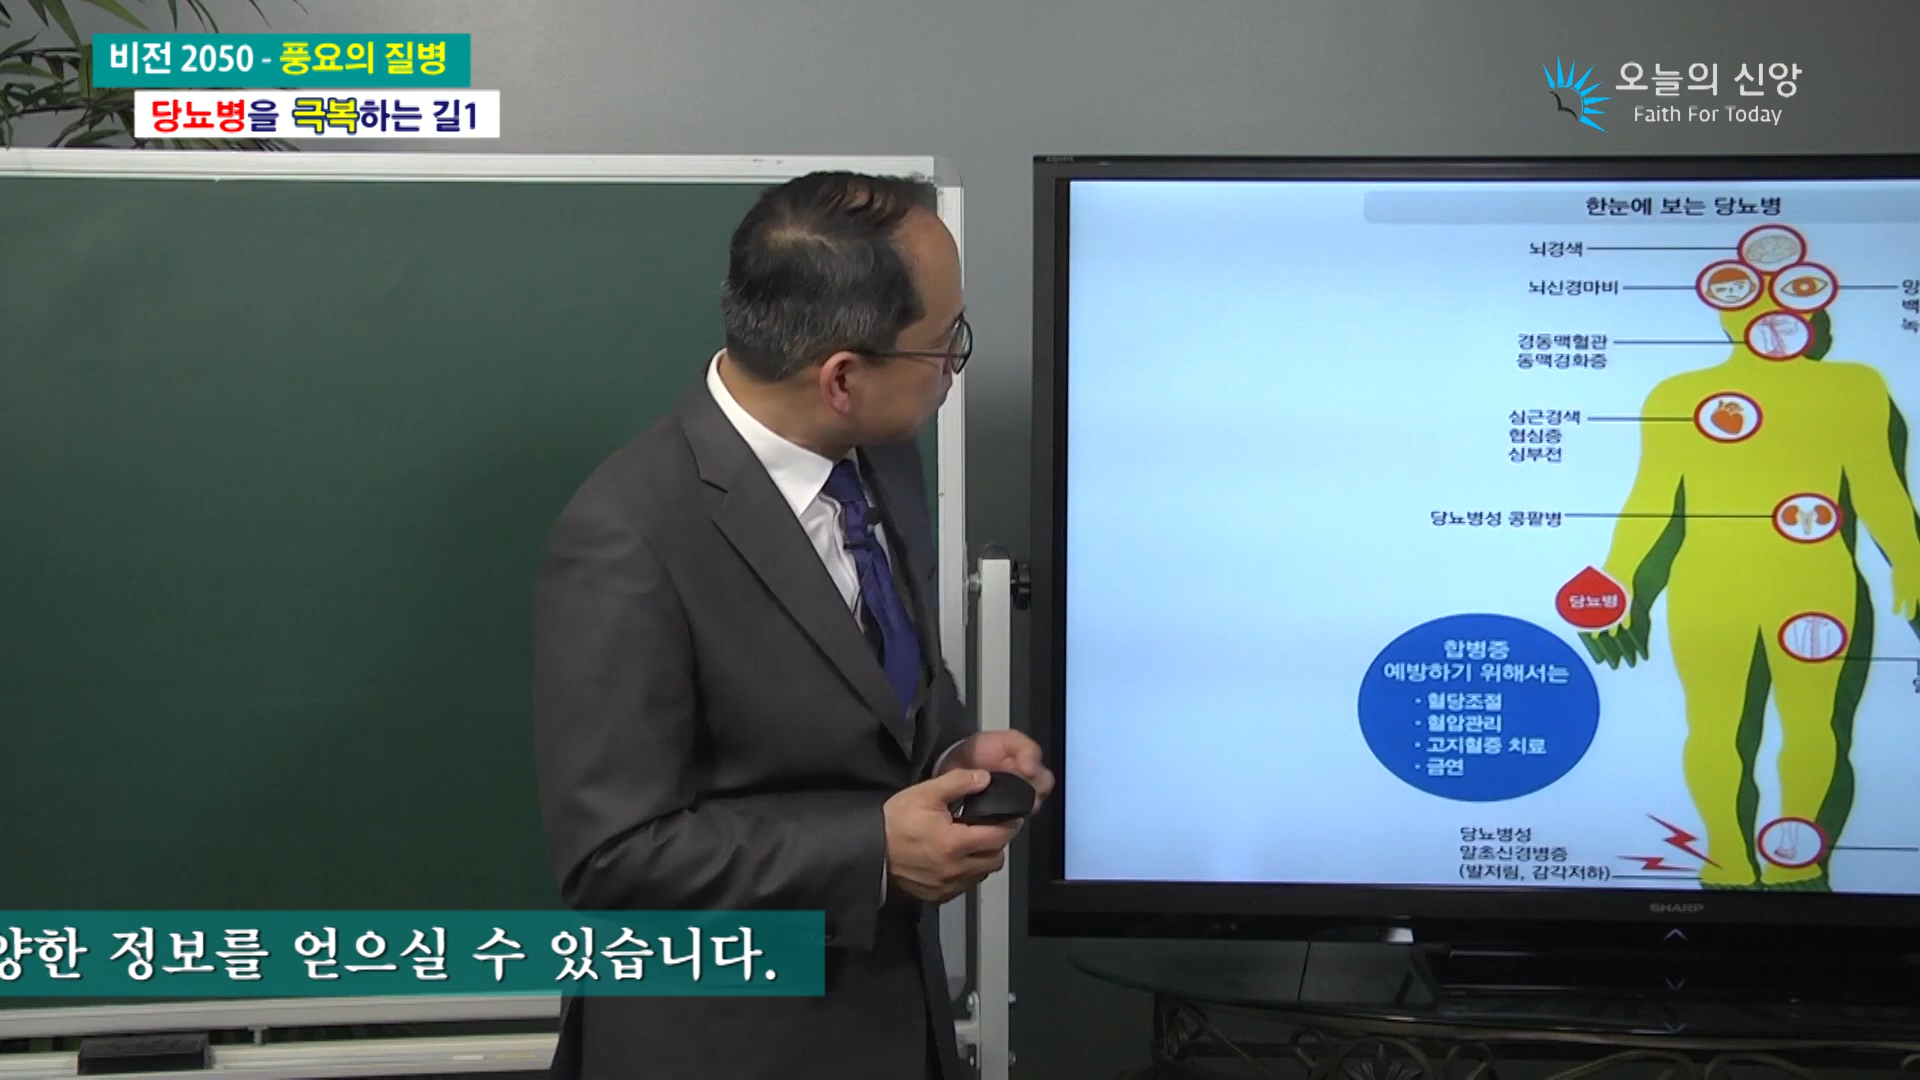 비전 2050 - 풍요의 질병
당뇨병을 극복하는 길1
오늘의 신앙
Faith For Today
한눈에 보는 당뇨병
뇌경색
뇌신경마비
망
백
녹
경동맥혈관
동맥경화증
심근경색
협심증
심부전
당뇨병성 콩팥병
당뇨병
합병증
예방하기 위해서는
· 혈당조절
· 혈압관리
· 고지혈증 치료
· 금연
당뇨병성
말초신경병증
(발저림, 감각저하)
SHARP
양한 정보를 얻으실 수 있습니다.